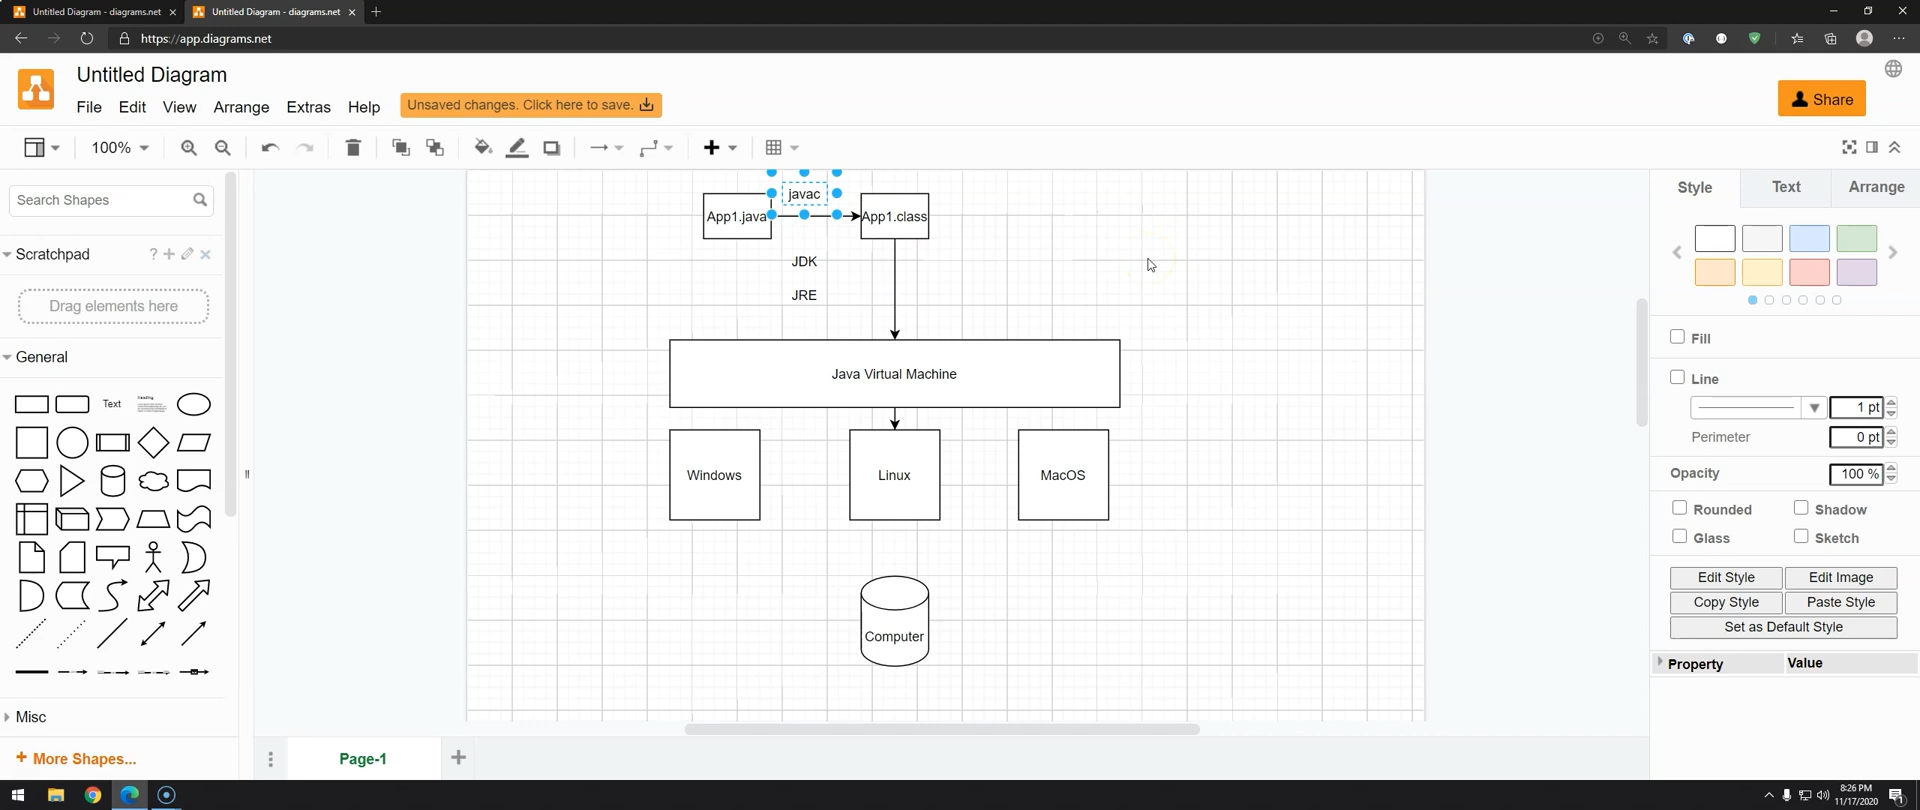 Untitled Diagram - diagrams.net
Untitled Diagram - diagrams.net
https://app.diagrams.net
Untitled Diagram
File Edit View Arrange Extras Help
Unsaved changes. Click here to save.
Share
100%
Search Shapes
Scratchpad
?
Drag elements here
General
Text
Misc
+ More Shapes...
javac
App1.java
App1.class
JDK
JRE
Java Virtual Machine
Windows
Linux
MacOS
Computer
Page-1
Style
Text
Arrange
Fill
Line
1 pt
Perimeter
0 pt
Opacity
100 %
Rounded
Shadow
Glass
Sketch
Edit Style
Edit Image
Copy Style
Paste Style
Set as Default Style
Property
Value
8:26 PM
11/17/2020